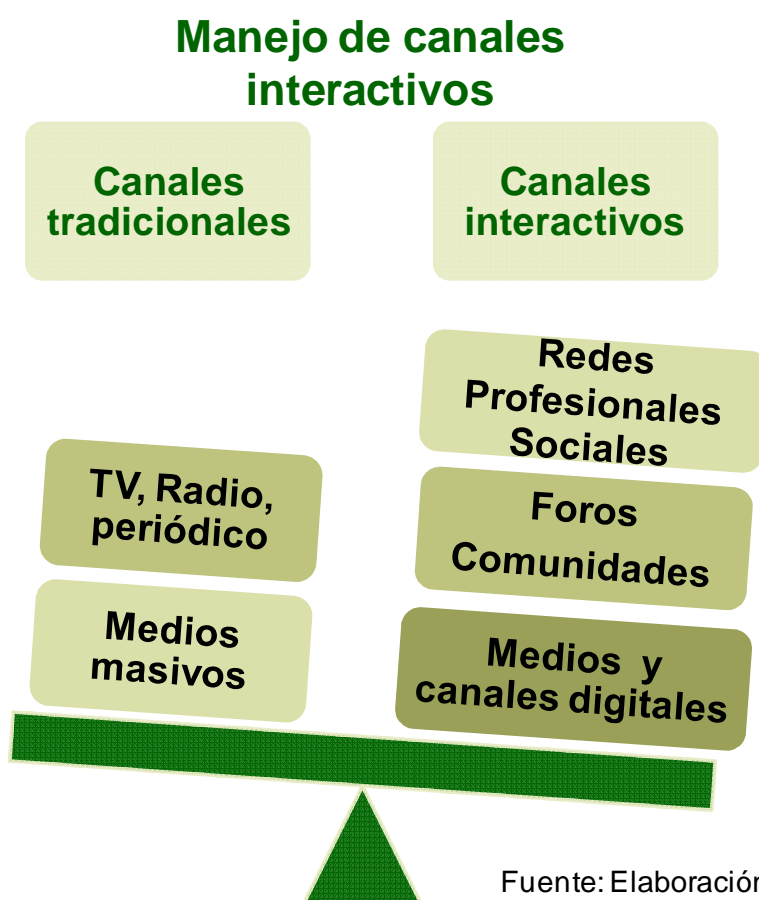 Manejo de canales
interactivos
Canales
tradicionales
Canales
interactivos
Redes
Profesionales
Sociales
TV, Radio,
periódico
Foros
Comunidades
Medios
masivos
Medios y
canales digitales
Fuente: Elaboración